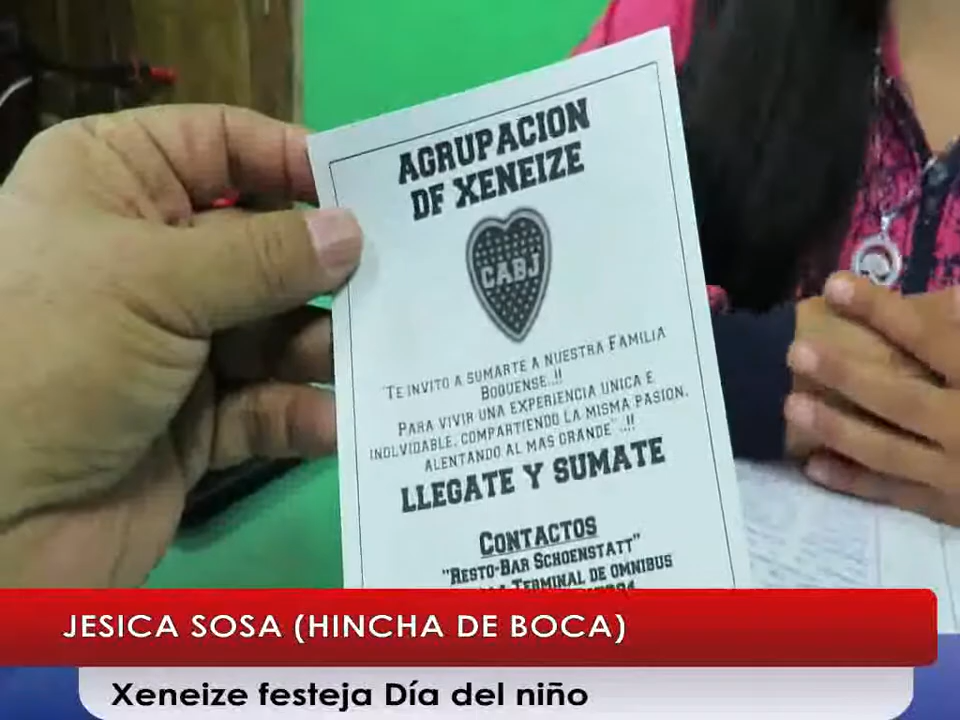 AGRUPACION
DF XENEIZE
CABJ
"TE INVITO A SUMARTE A NUESTRA FAMILIA
BOQUENSE..!!
PARA VIVIR UNA EXPERIENCIA UNICA E
INOLVIDABLE. COMPARTIENDO LA MISMA PASION.
ALENTANDO AL MAS GRANDE" ..!!
LLEGATE Y SUMATE
CONTACTOS
"RESTO-BAR SCHOENSTATT"
TERMINAL DE OMNIBUS
JESICA SOSA (HINCHA DE BOCA)
Xeneize festeja Día del niño